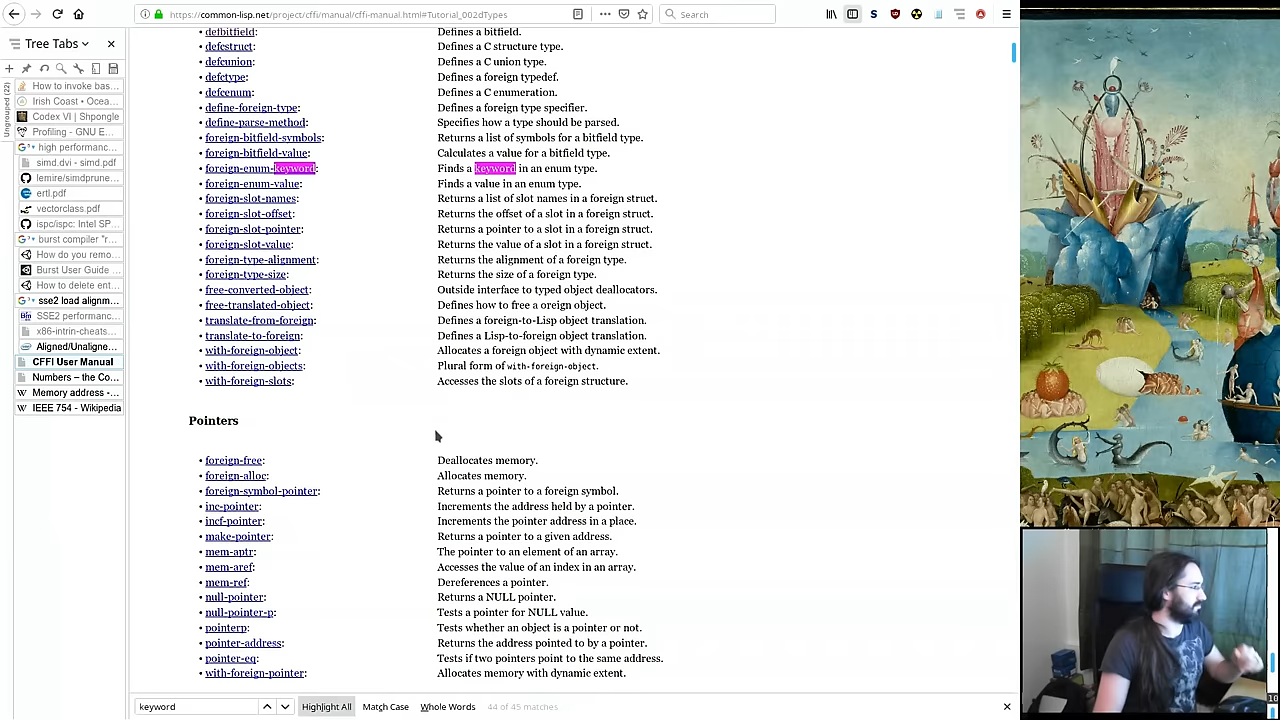 https://common-lisp.net/project/cffi/manual/cffi-manual.html#Tutorial_002dTypes
Search
Tree Tabs
Ungrouped (22)
How to invoke bas…
Irish Coast • Ocea…
Codex VI | Shpongle
Profiling - GNU E…
high performanc…
simd.dvi - simd.pdf
lemire/simdprune…
ertl.pdf
vectorclass.pdf
ispc/ispc: Intel SP…
burst compiler "r…
How do you remo…
Burst User Guide …
How to delete ent…
sse2 load alignm…
SSE2 performanc…
x86-intrin-cheats…
Aligned/Unaligne…
CFFI User Manual
Numbers – the Co…
Memory address -…
IEEE 754 - Wikipedia
• defbitfield: Defines a bitfield.
• defcstruct: Defines a C structure type.
• defcunion: Defines a C union type.
• defctype: Defines a foreign typedef.
• defcenum: Defines a C enumeration.
• define-foreign-type: Defines a foreign type specifier.
• define-parse-method: Specifies how a type should be parsed.
• foreign-bitfield-symbols: Returns a list of symbols for a bitfield type.
• foreign-bitfield-value: Calculates a value for a bitfield type.
• foreign-enum-keyword: Finds a keyword in an enum type.
• foreign-enum-value: Finds a value in an enum type.
• foreign-slot-names: Returns a list of slot names in a foreign struct.
• foreign-slot-offset: Returns the offset of a slot in a foreign struct.
• foreign-slot-pointer: Returns a pointer to a slot in a foreign struct.
• foreign-slot-value: Returns the value of a slot in a foreign struct.
• foreign-type-alignment: Returns the alignment of a foreign type.
• foreign-type-size: Returns the size of a foreign type.
• free-converted-object: Outside interface to typed object deallocators.
• free-translated-object: Defines how to free a oreign object.
• translate-from-foreign: Defines a foreign-to-Lisp object translation.
• translate-to-foreign: Defines a Lisp-to-foreign object translation.
• with-foreign-object: Allocates a foreign object with dynamic extent.
• with-foreign-objects: Plural form of with-foreign-object.
• with-foreign-slots: Accesses the slots of a foreign structure.
Pointers
• foreign-free: Deallocates memory.
• foreign-alloc: Allocates memory.
• foreign-symbol-pointer: Returns a pointer to a foreign symbol.
• inc-pointer: Increments the address held by a pointer.
• incf-pointer: Increments the pointer address in a place.
• make-pointer: Returns a pointer to a given address.
• mem-aptr: The pointer to an element of an array.
• mem-aref: Accesses the value of an index in an array.
• mem-ref: Dereferences a pointer.
• null-pointer: Returns a NULL pointer.
• null-pointer-p: Tests a pointer for NULL value.
• pointerp: Tests whether an object is a pointer or not.
• pointer-address: Returns the address pointed to by a pointer.
• pointer-eq: Tests if two pointers point to the same address.
• with-foreign-pointer: Allocates memory with dynamic extent.
keyword
Highlight All
Match Case
Whole Words
44 of 45 matches
10